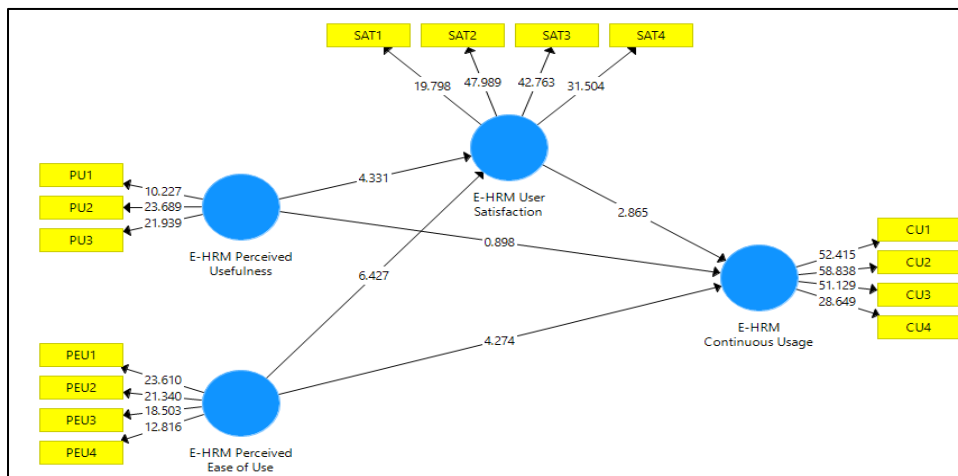 SAT1
SAT2
SAT3
SAT4
19.798
47.989
42.763
31.504
E-HRM User
Satisfaction
PU1
PU2
PU3
10.227
23.689
21.939
E-HRM Perceived
Usefulness
4.331
0.898
6.427
2.865
4.274
PEU1
PEU2
PEU3
PEU4
23.610
21.340
18.503
12.816
E-HRM Perceived
Ease of Use
E-HRM
Continuous Usage
52.415
58.838
51.129
28.649
CU1
CU2
CU3
CU4